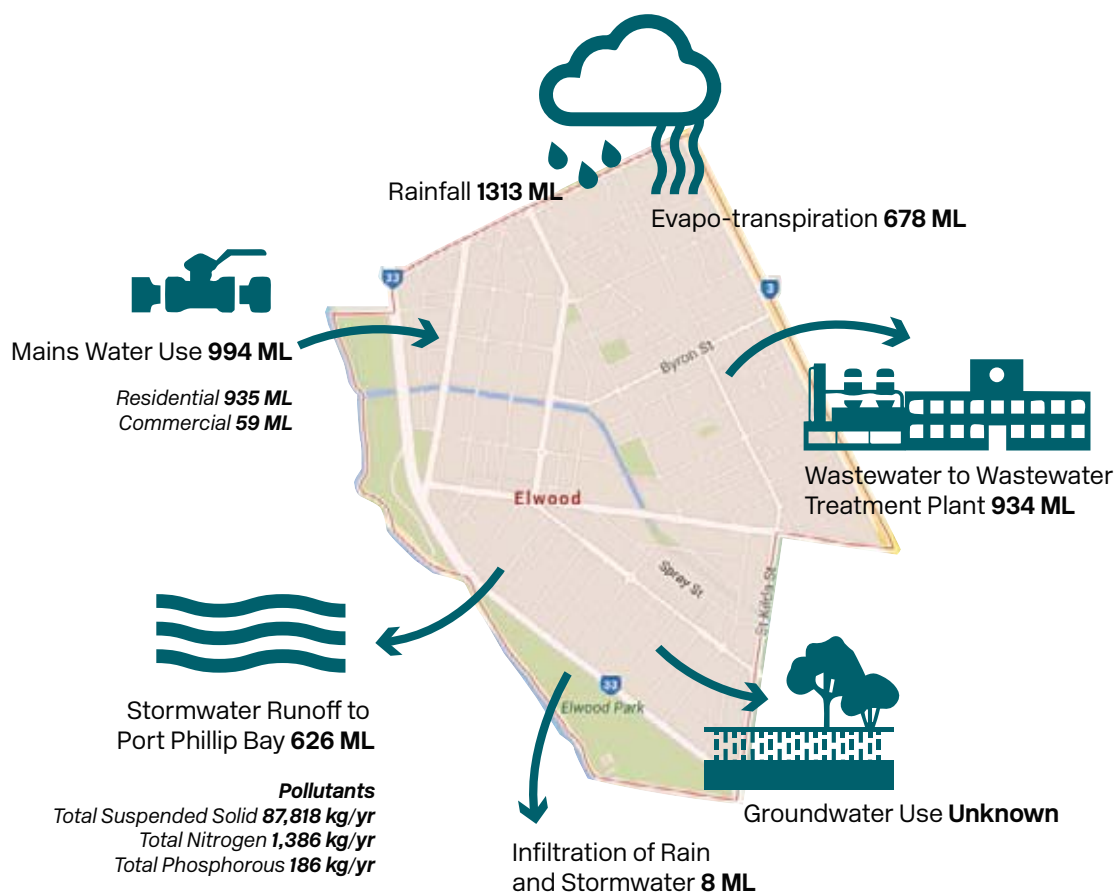 Rainfall 1313 ML
Evapo-transpiration 678 ML
33
3
Mains Water Use 994 ML
Residential 935 ML
Commercial 59 ML
Byron St
Wastewater to Wastewater
Treatment Plant 934 ML
Elwood
Spray St
St Kilda St
Stormwater Runoff to
Port Phillip Bay 626 ML
33
Elwood Park
Pollutants
Total Suspended Solid 87,818 kg/yr
Total Nitrogen 1,386 kg/yr
Total Phosphorous 186 kg/yr
Groundwater Use Unknown
Infiltration of Rain
and Stormwater 8 ML